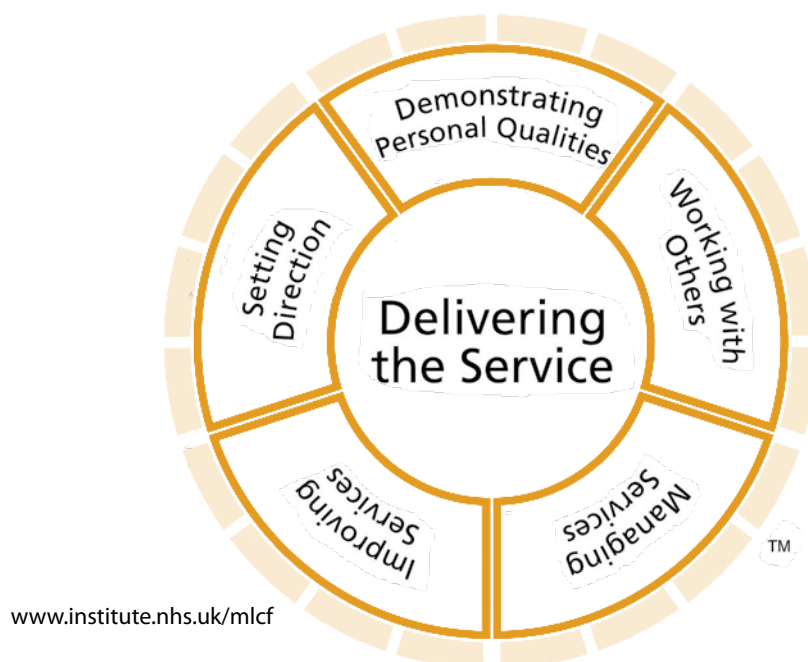 Demonstrating
Personal Qualities
Working with
Others
Managing
Services
Improving
Services
Setting
Direction
Delivering
the Service
TM
www.institute.nhs.uk/mlcf